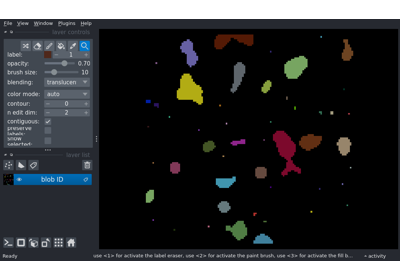 File View Window Plugins Help
layer controls
label: 1
opacity: 0.70
brush size: 10
blending: translucen
color mode: auto
contour: 0
n edit dim: 2
contiguous:
preserve
labels:
show
selected:
layer list
blob ID
Ready use <1> for activate the label eraser, use <2> for activate the paint brush, use <3> for activate the fill b... activity